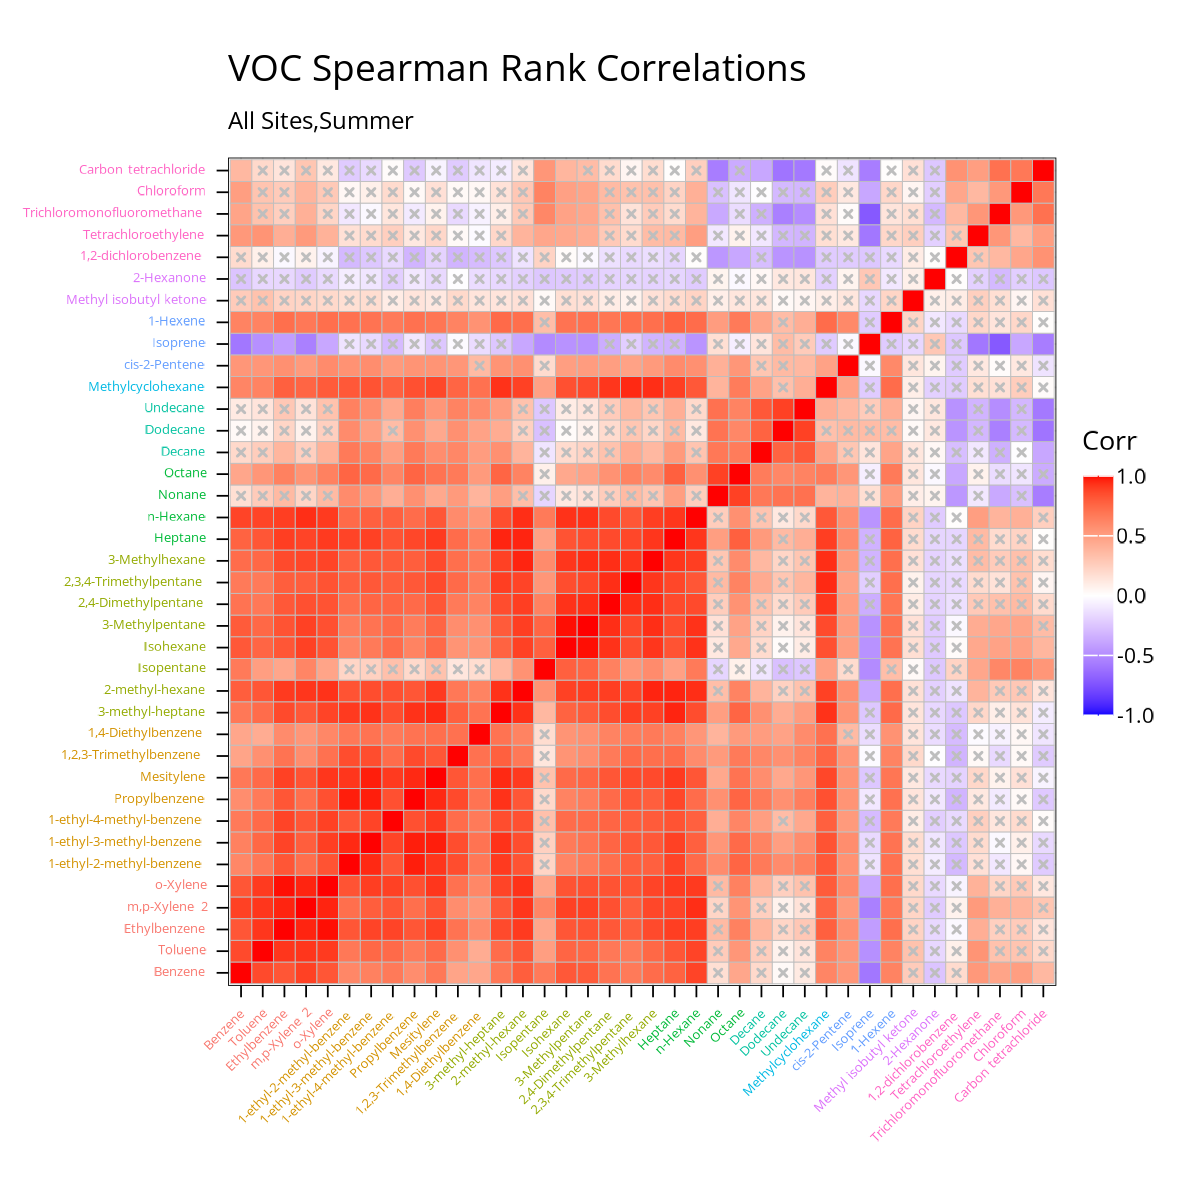 VOC Spearman Rank Correlations
All Sites,Summer
Carbon tetrachloride
Chloroform
Trichloromonofluoromethane
Tetrachloroethylene
1,2-dichlorobenzene
2-Hexanone
Methyl isobutyl ketone
1-Hexene
Isoprene
cis-2-Pentene
Methylcyclohexane
Undecane
Dodecane
Decane
Octane
Nonane
n-Hexane
Heptane
3-Methylhexane
2,3,4-Trimethylpentane
2,4-Dimethylpentane
3-Methylpentane
Isohexane
Isopentane
2-methyl-hexane
3-methyl-heptane
1,4-Diethylbenzene
1,2,3-Trimethylbenzene
Mesitylene
Propylbenzene
1-ethyl-4-methyl-benzene
1-ethyl-3-methyl-benzene
1-ethyl-2-methyl-benzene
o-Xylene
m,p-Xylene 2
Ethylbenzene
Toluene
Benzene
Benzene
Toluene
Ethylbenzene
m,p-Xylene 2
o-Xylene
1-ethyl-2-methyl-benzene
1-ethyl-3-methyl-benzene
1-ethyl-4-methyl-benzene
Propylbenzene
Mesitylene
1,2,3-Trimethylbenzene
1,4-Diethylbenzene
3-methyl-heptane
2-methyl-hexane
Isopentane
Isohexane
3-Methylpentane
2,4-Dimethylpentane
2,3,4-Trimethylpentane
3-Methylhexane
Heptane
n-Hexane
Nonane
Octane
Decane
Dodecane
Undecane
Methylcyclohexane
cis-2-Pentene
Isoprene
1-Hexene
Methyl isobutyl ketone
2-Hexanone
1,2-dichlorobenzene
Tetrachloroethylene
Trichloromonofluoromethane
Chloroform
Carbon tetrachloride
Corr
1.0
0.5
0.0
-0.5
-1.0